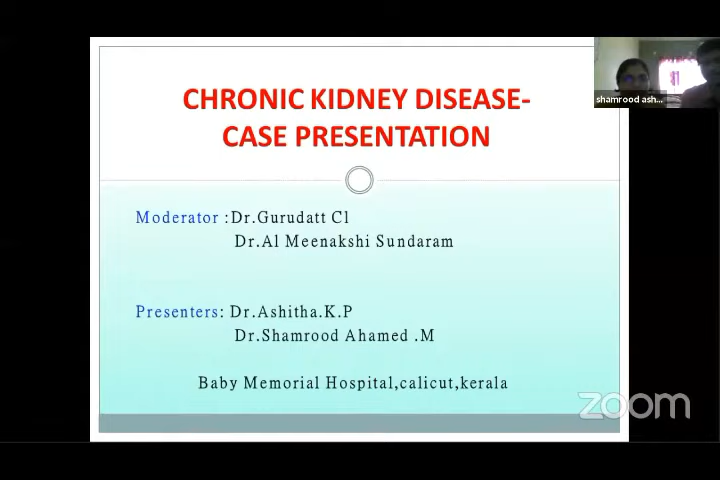 CHRONIC KIDNEY DISEASE-
CASE PRESENTATION
shamrood ash...
Moderator :Dr.Gurudatt Cl
Dr.Al Meenakshi Sundaram
Presenters: Dr.Ashitha.K.P
Dr.Shamrood Ahamed .M
Baby Memorial Hospital,calicut,kerala
zoom